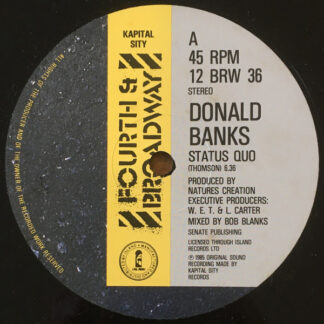 KAPITAL
SITY
FOURTH &
BROADWAY
A
45 RPM
12 BRW 36
STEREO
DONALD
BANKS
STATUS QUO
(THOMSON) 6.36
PRODUCED BY
NATURES CREATION
EXECUTIVE PRODUCERS:
W. E. T. & L. CARTER
MIXED BY BOB BLANKS
SENATE PUBLISHING
LICENSED THROUGH ISLAND
RECORDS LTD
℗ 1985 ORIGINAL SOUND
RECORDING MADE BY
KAPITAL SITY
RECORDS
ALL RIGHTS OF THE PRODUCER AND OF THE OWNER OF THE RECORDED WORK RESERVED